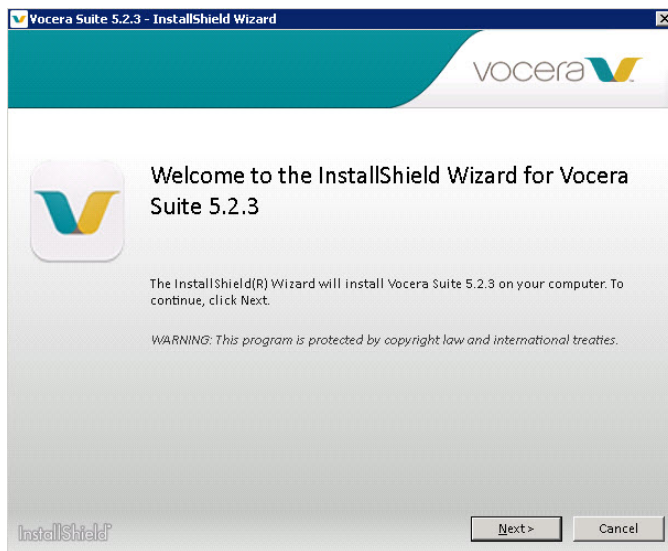 Vocera Suite 5.2.3 - InstallShield Wizard
vocera
Welcome to the InstallShield Wizard for Vocera
Suite 5.2.3
The InstallShield(R) Wizard will install Vocera Suite 5.2.3 on your computer. To
continue, click Next.
WARNING: This program is protected by copyright law and international treaties.
InstallShield
Next >
Cancel